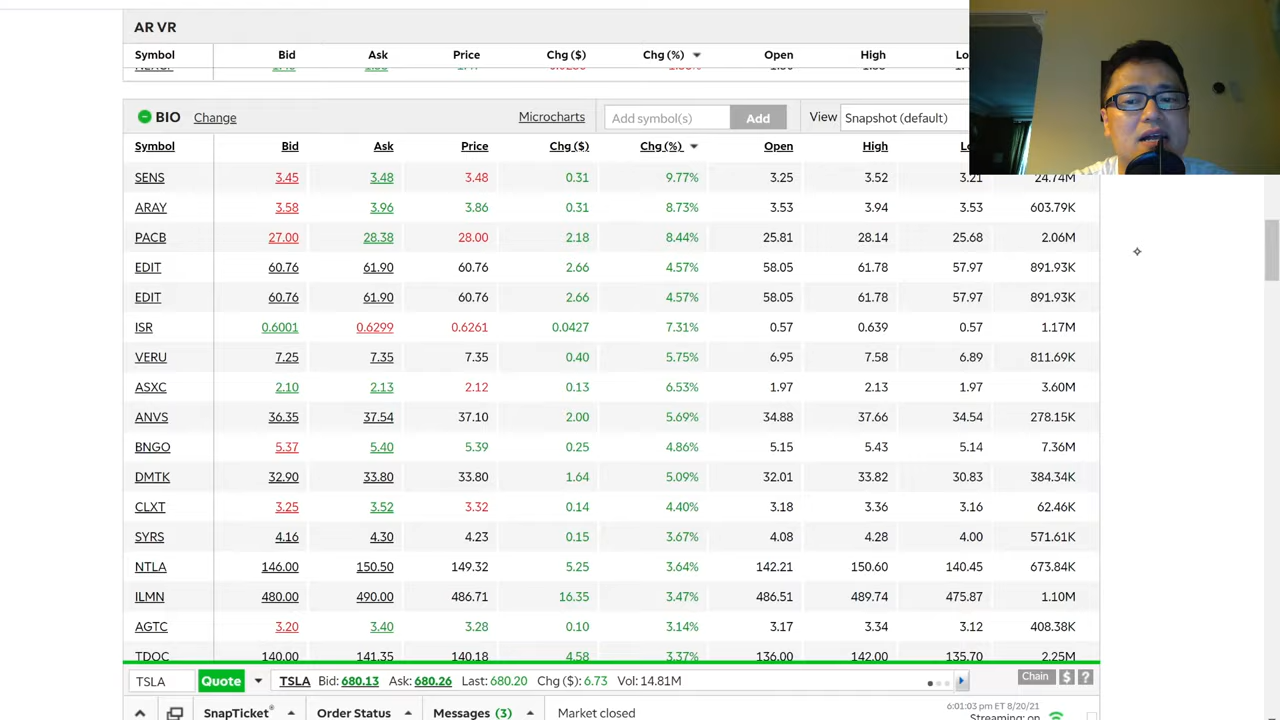 AR VR
Symbol Bid Ask Price Chg ($) Chg (%) Open High Lo
BIO Change Microcharts Add symbol(s) Add View Snapshot (default)
Symbol Bid Ask Price Chg ($) Chg (%) Open High Lo
SENS 3.45 3.48 3.48 0.31 9.77% 3.25 3.52 3.21 24.74M
ARAY 3.58 3.96 3.86 0.31 8.73% 3.53 3.94 3.53 603.79K
PACB 27.00 28.38 28.00 2.18 8.44% 25.81 28.14 25.68 2.06M
EDIT 60.76 61.90 60.76 2.66 4.57% 58.05 61.78 57.97 891.93K
EDIT 60.76 61.90 60.76 2.66 4.57% 58.05 61.78 57.97 891.93K
ISR 0.6001 0.6299 0.6261 0.0427 7.31% 0.57 0.639 0.57 1.17M
VERU 7.25 7.35 7.35 0.40 5.75% 6.95 7.58 6.89 811.69K
ASXC 2.10 2.13 2.12 0.13 6.53% 1.97 2.13 1.97 3.60M
ANVS 36.35 37.54 37.10 2.00 5.69% 34.88 37.66 34.54 278.15K
BNGO 5.37 5.40 5.39 0.25 4.86% 5.15 5.43 5.14 7.36M
DMTK 32.90 33.80 33.80 1.64 5.09% 32.01 33.82 30.83 384.34K
CLXT 3.25 3.52 3.32 0.14 4.40% 3.18 3.36 3.16 62.46K
SYRS 4.16 4.30 4.23 0.15 3.67% 4.08 4.28 4.00 571.61K
NTLA 146.00 150.50 149.32 5.25 3.64% 142.21 150.60 140.45 673.84K
ILMN 480.00 490.00 486.71 16.35 3.47% 486.51 489.74 475.87 1.10M
AGTC 3.20 3.40 3.28 0.10 3.14% 3.17 3.34 3.12 408.38K
TDOC 140.00 141.35 140.18 4.58 3.37% 136.00 142.00 135.70 2.25M
TSLA Quote TSLA Bid: 680.13 Ask: 680.26 Last: 680.20 Chg ($): 6.73 Vol: 14.81M Chain $ ?
SnapTicket® Order Status Messages (3) Market closed 6:01:03 pm ET 8/20/21
Streaming: on